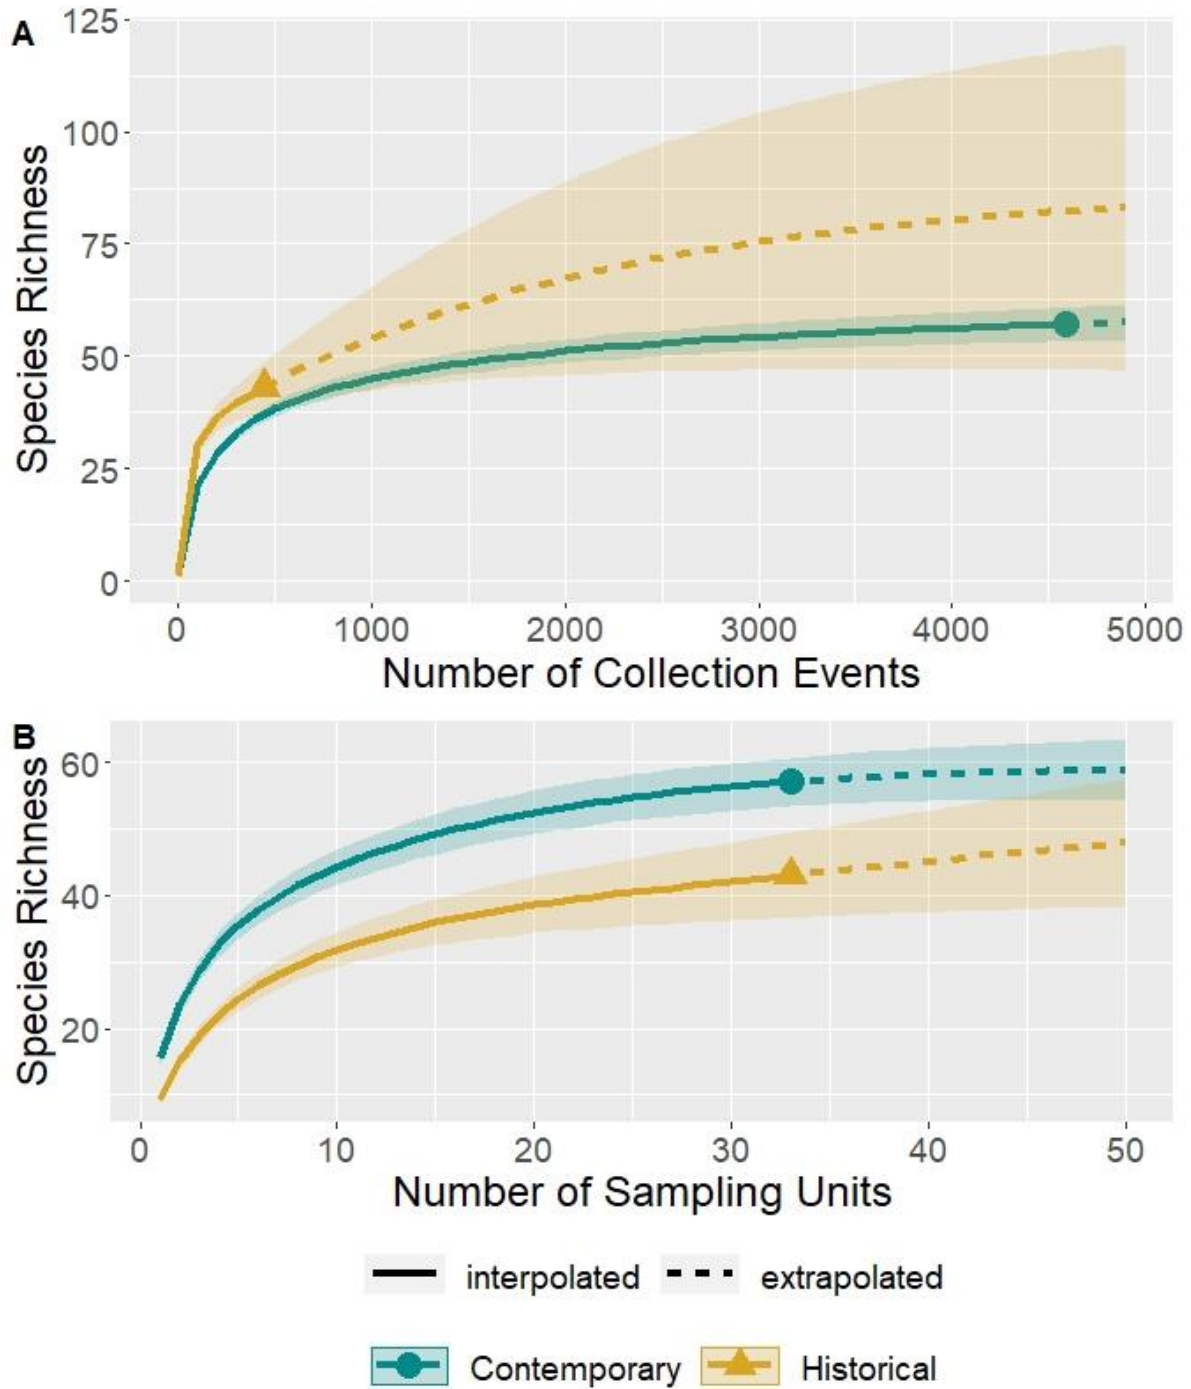 A
125
100
75
50
25
0
Species Richness
0 1000 2000 3000 4000 5000
Number of Collection Events
B
60
40
20
Species Richness
0 10 20 30 40 50
Number of Sampling Units
interpolated extrapolated
Contemporary Historical